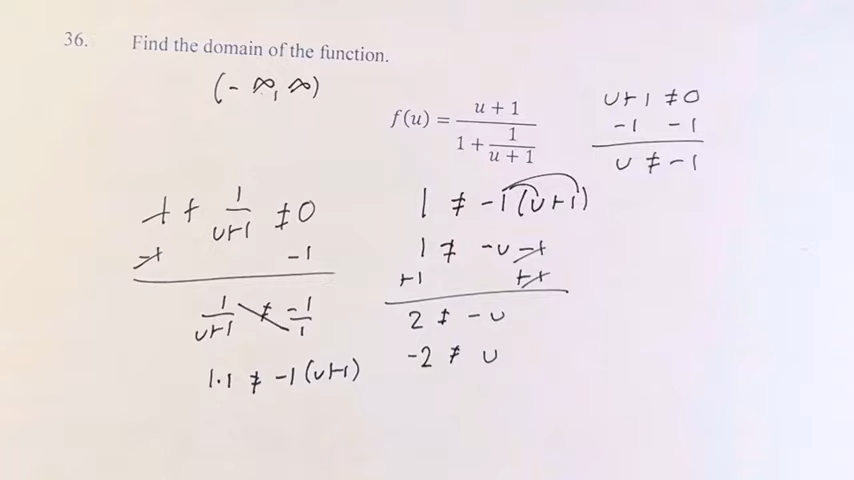 36. Find the domain of the function.
(-∞, ∞)
f(u) = (u + 1) / (1 + 1/(u + 1))
u+1 ≠ 0
-1 -1
u ≠ -1
1 + 1/(u+1) ≠ 0
-1 -1
1/(u+1) ≠ -1/1
1·1 ≠ -1(u+1)
1 ≠ -1(u+1)
1 ≠ -u -1
+1 +1
2 ≠ -u
-2 ≠ u